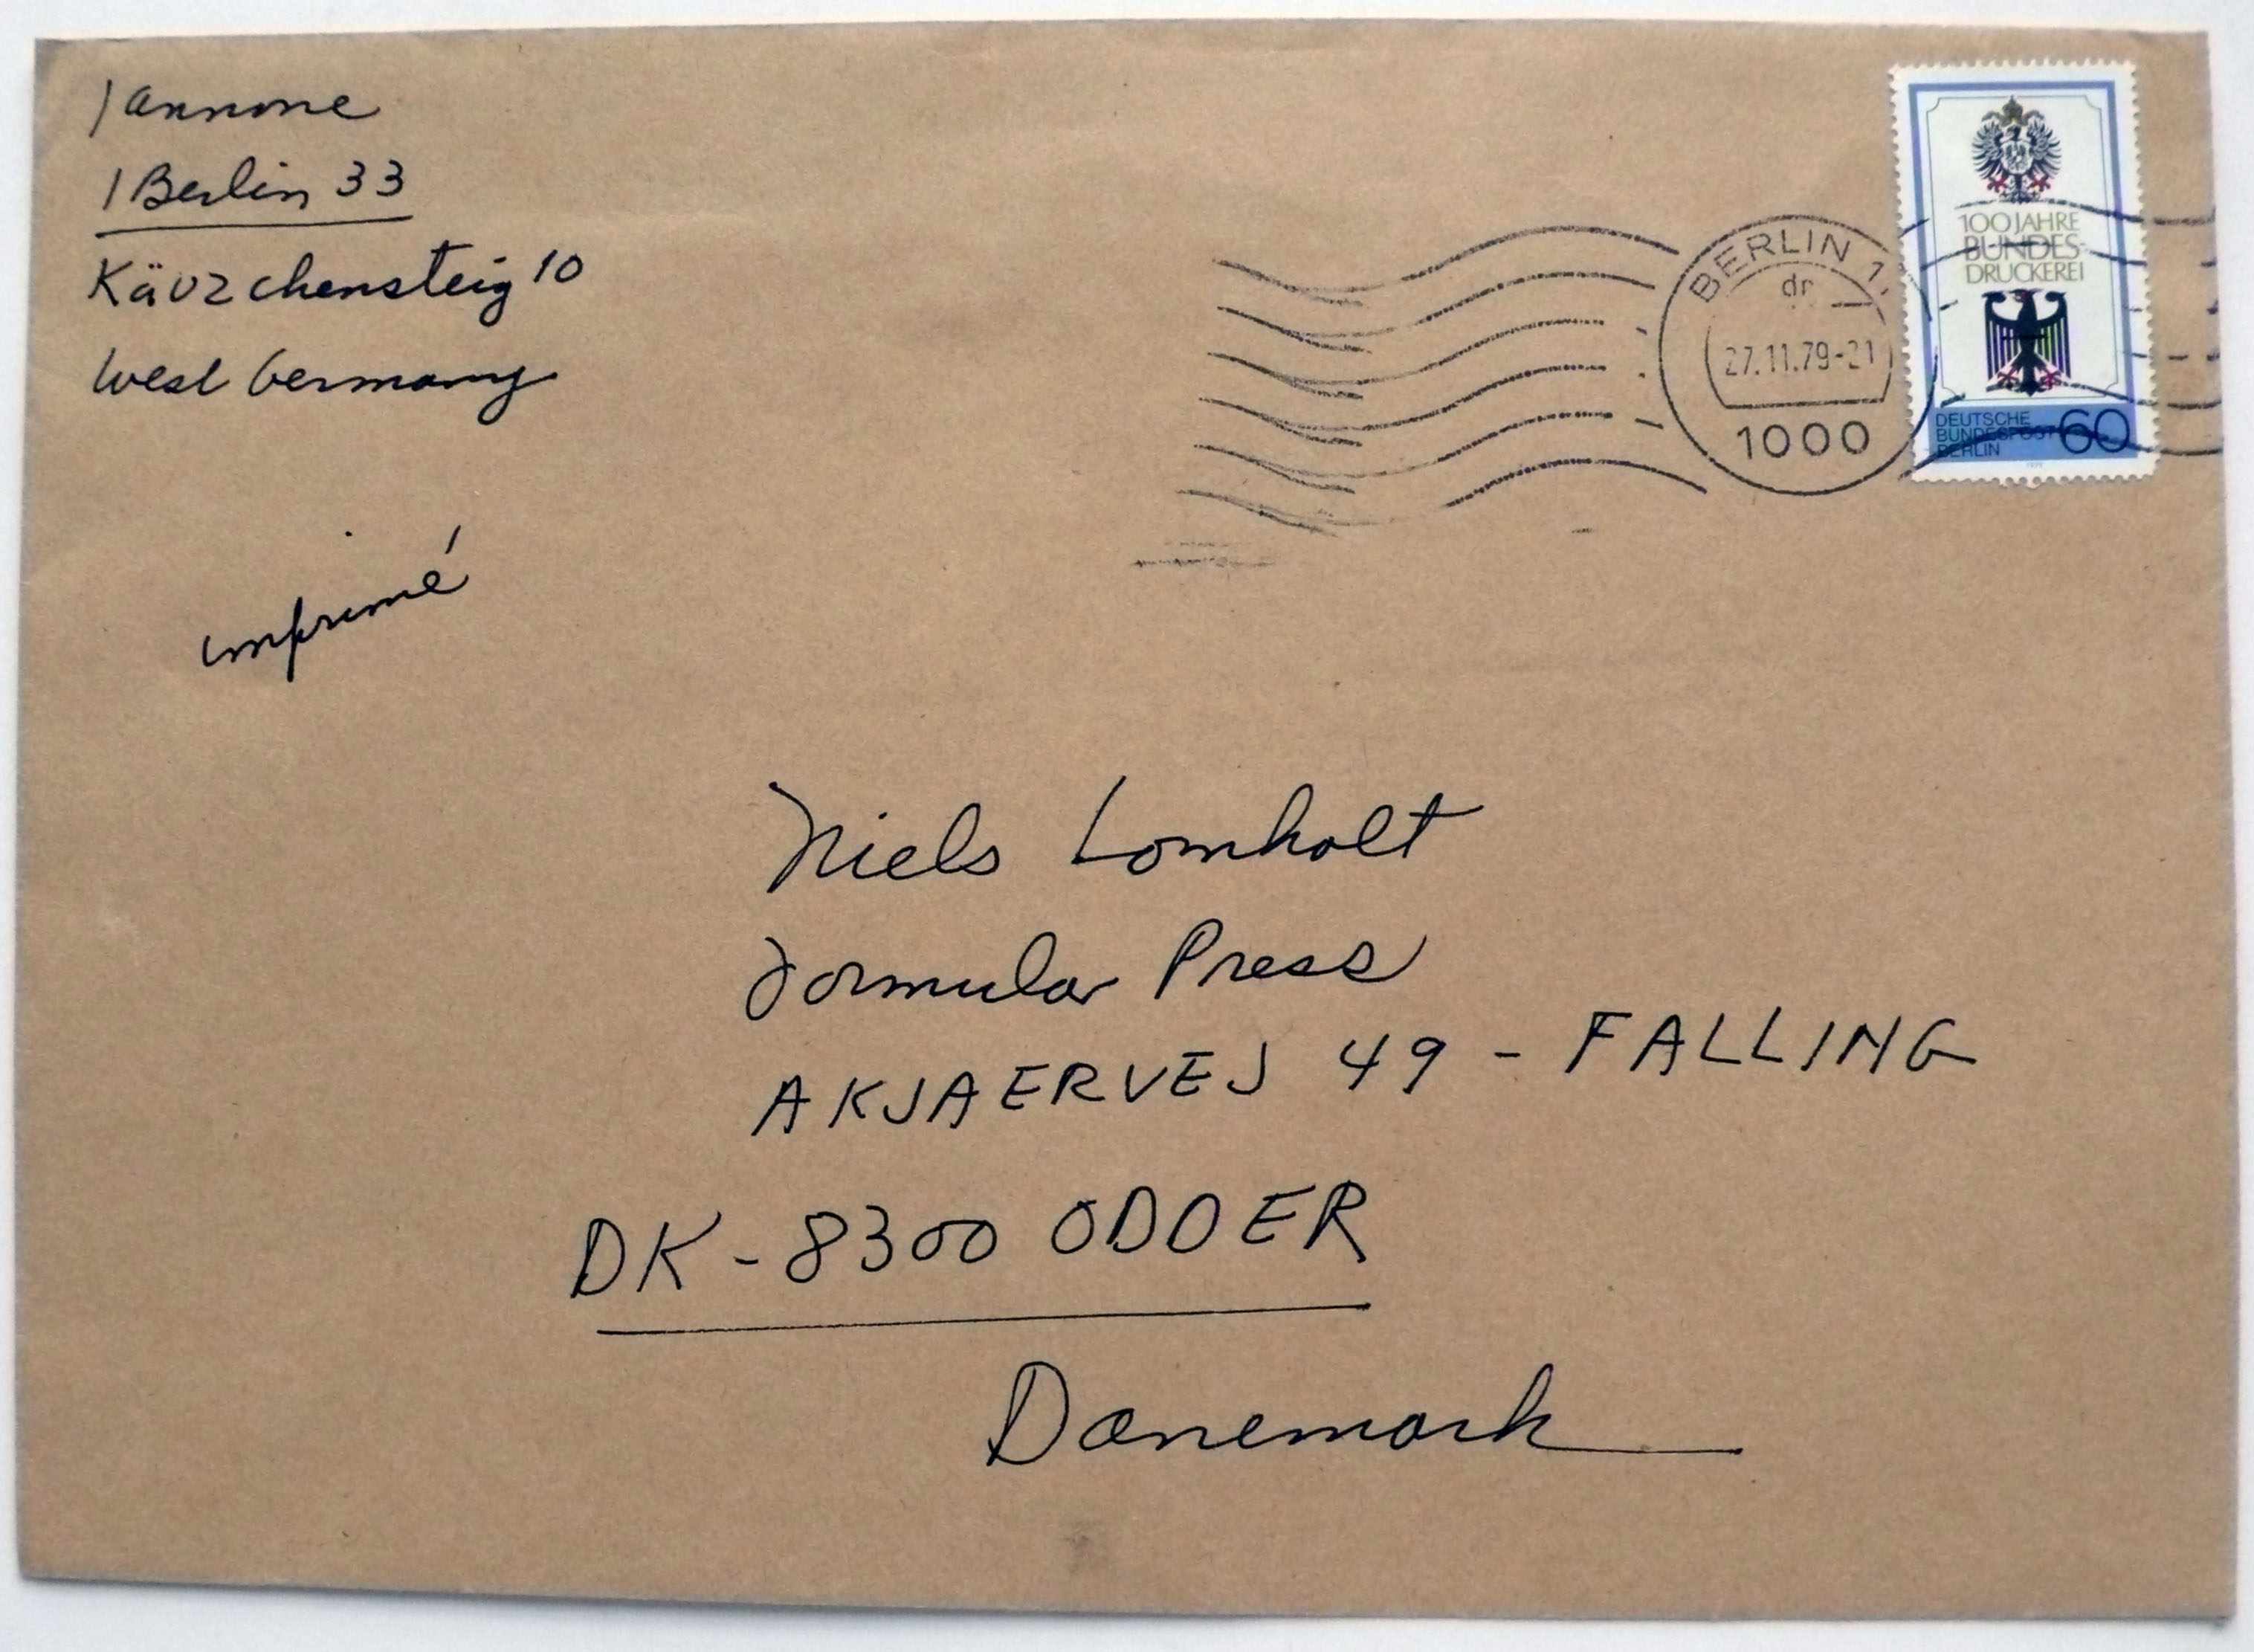 Iannone
1 Berlin 33
Käuzchensteig 10
West Germany
imprimé
BERLIN 1
dr
27.11.79-21
1000
100 JAHRE
BUNDES-
DRUCKEREI
DEUTSCHE
BUNDESPOST
BERLIN
60
Niels Lomholt
Formular Press
AKJAERVEJ 49 - FALLING
DK-8300 ODDER
Danemark